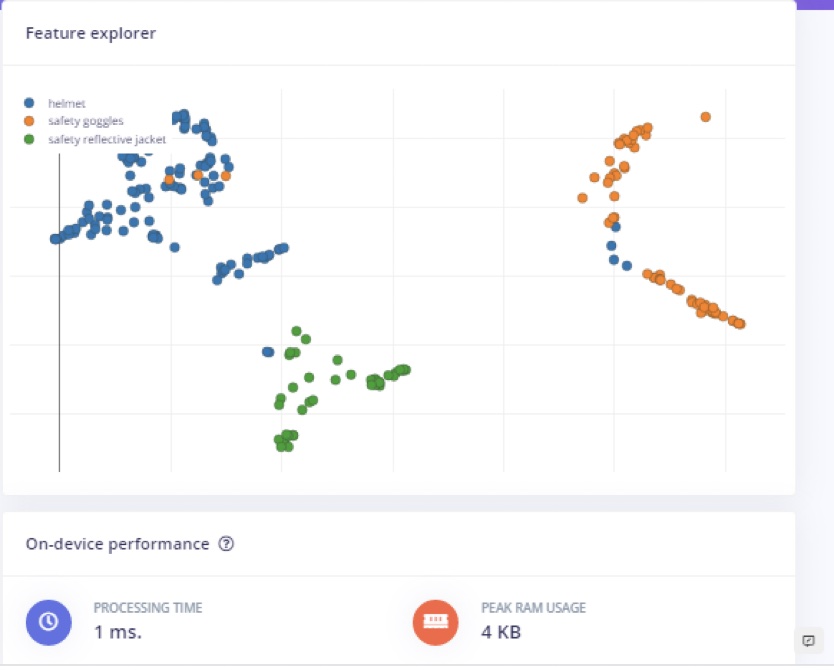 Feature explorer
helmet
safety goggles
safety reflective jacket
On-device performance
PROCESSING TIME
1 ms.
PEAK RAM USAGE
4 KB